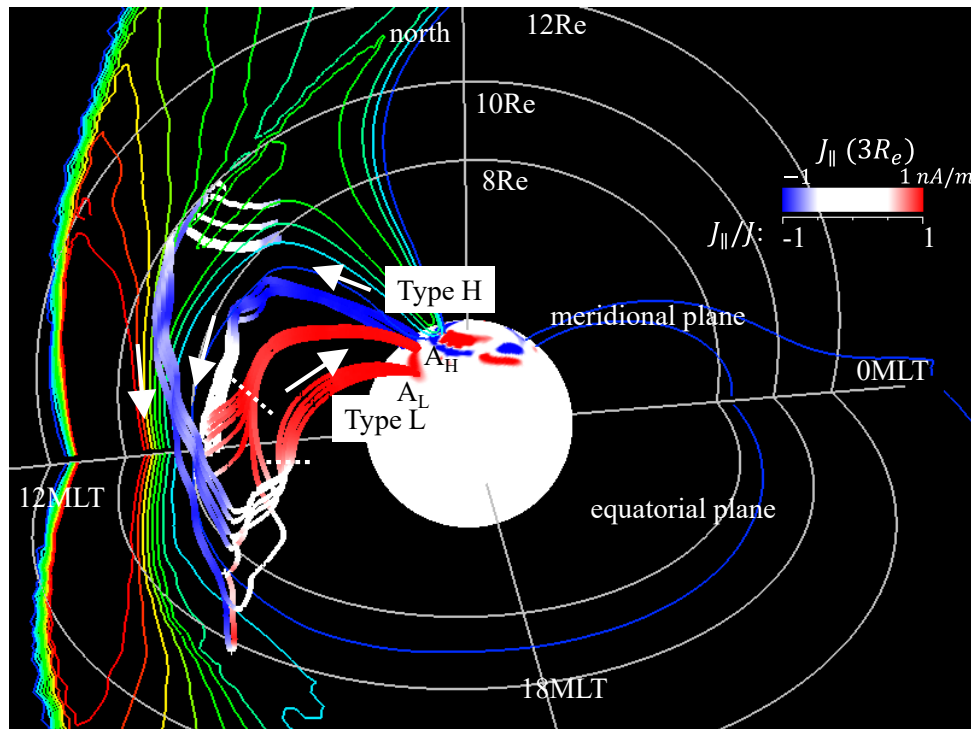 north
12Re
10Re
8Re
J∥ (3Re)
−1 1 nA/m
J∥/J: -1 1
Type H
meridional plane
AH
0MLT
AL
Type L
12MLT
equatorial plane
18MLT